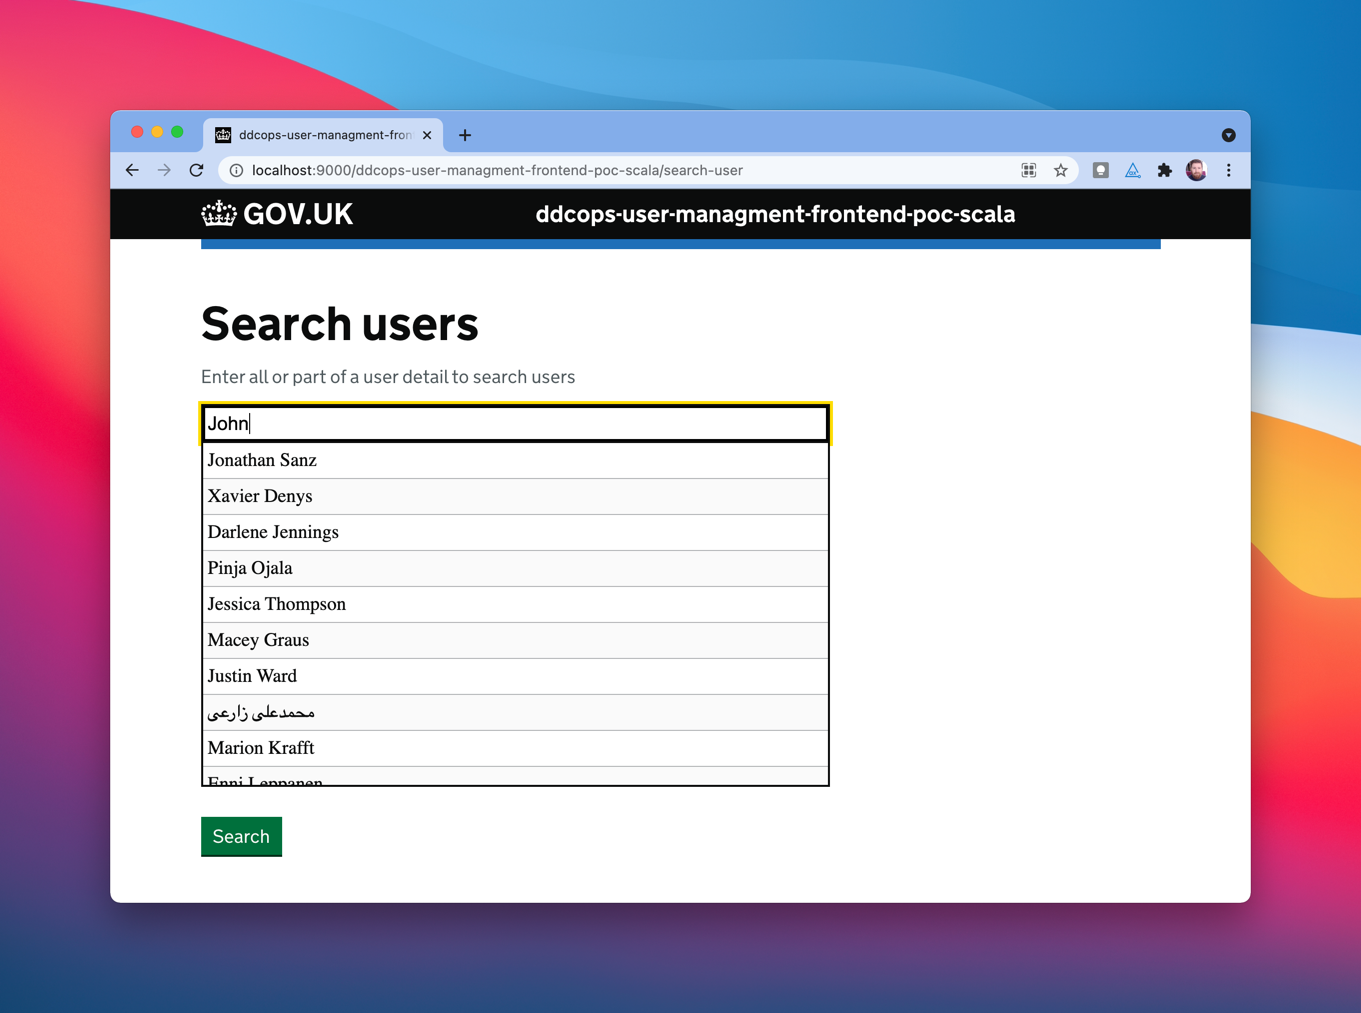 ddcops-user-managment-fron
localhost:9000/ddcops-user-managment-frontend-poc-scala/search-user
GOV.UK
ddcops-user-managment-frontend-poc-scala
Search users
Enter all or part of a user detail to search users
John
Jonathan Sanz
Xavier Denys
Darlene Jennings
Pinja Ojala
Jessica Thompson
Macey Graus
Justin Ward
محمدعلی زارعی
Marion Krafft
Enni Leppanen
Search